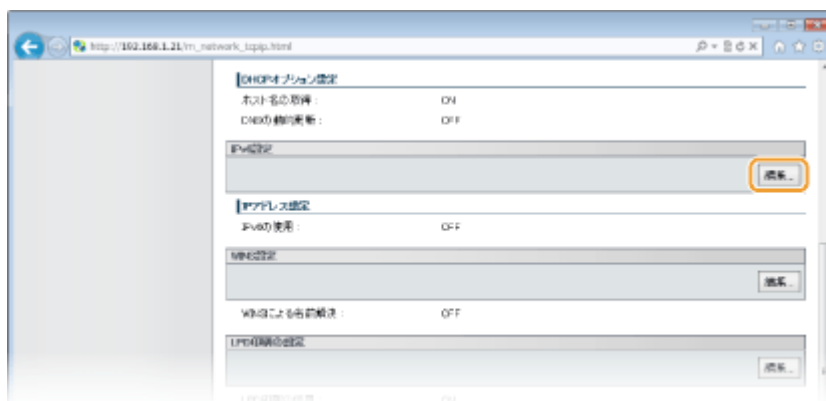 http://192.168.1.21/m_network_tcpip.html
DHCPオプション設定
ホスト名の取得 : ON
DNSの動的更新 : OFF
IPv6設定
編集...
IPアドレス設定
IPv6の使用 : OFF
WINS設定
編集...
WINSによる名前解決 : OFF
LPD印刷の設定
編集...